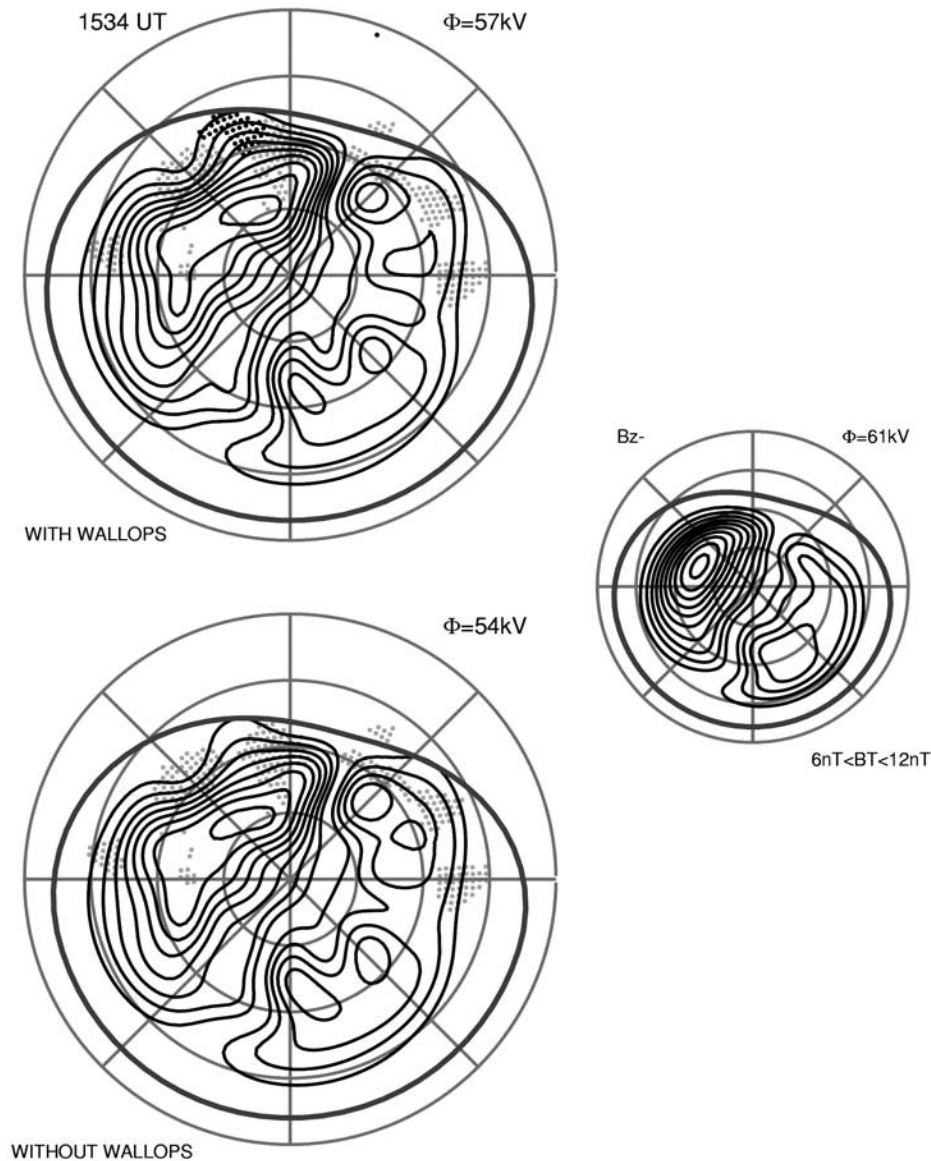 1534 UT
Φ=57kV
WITH WALLOPS
Bz-
Φ=61kV
6nT<BT<12nT
Φ=54kV
WITHOUT WALLOPS